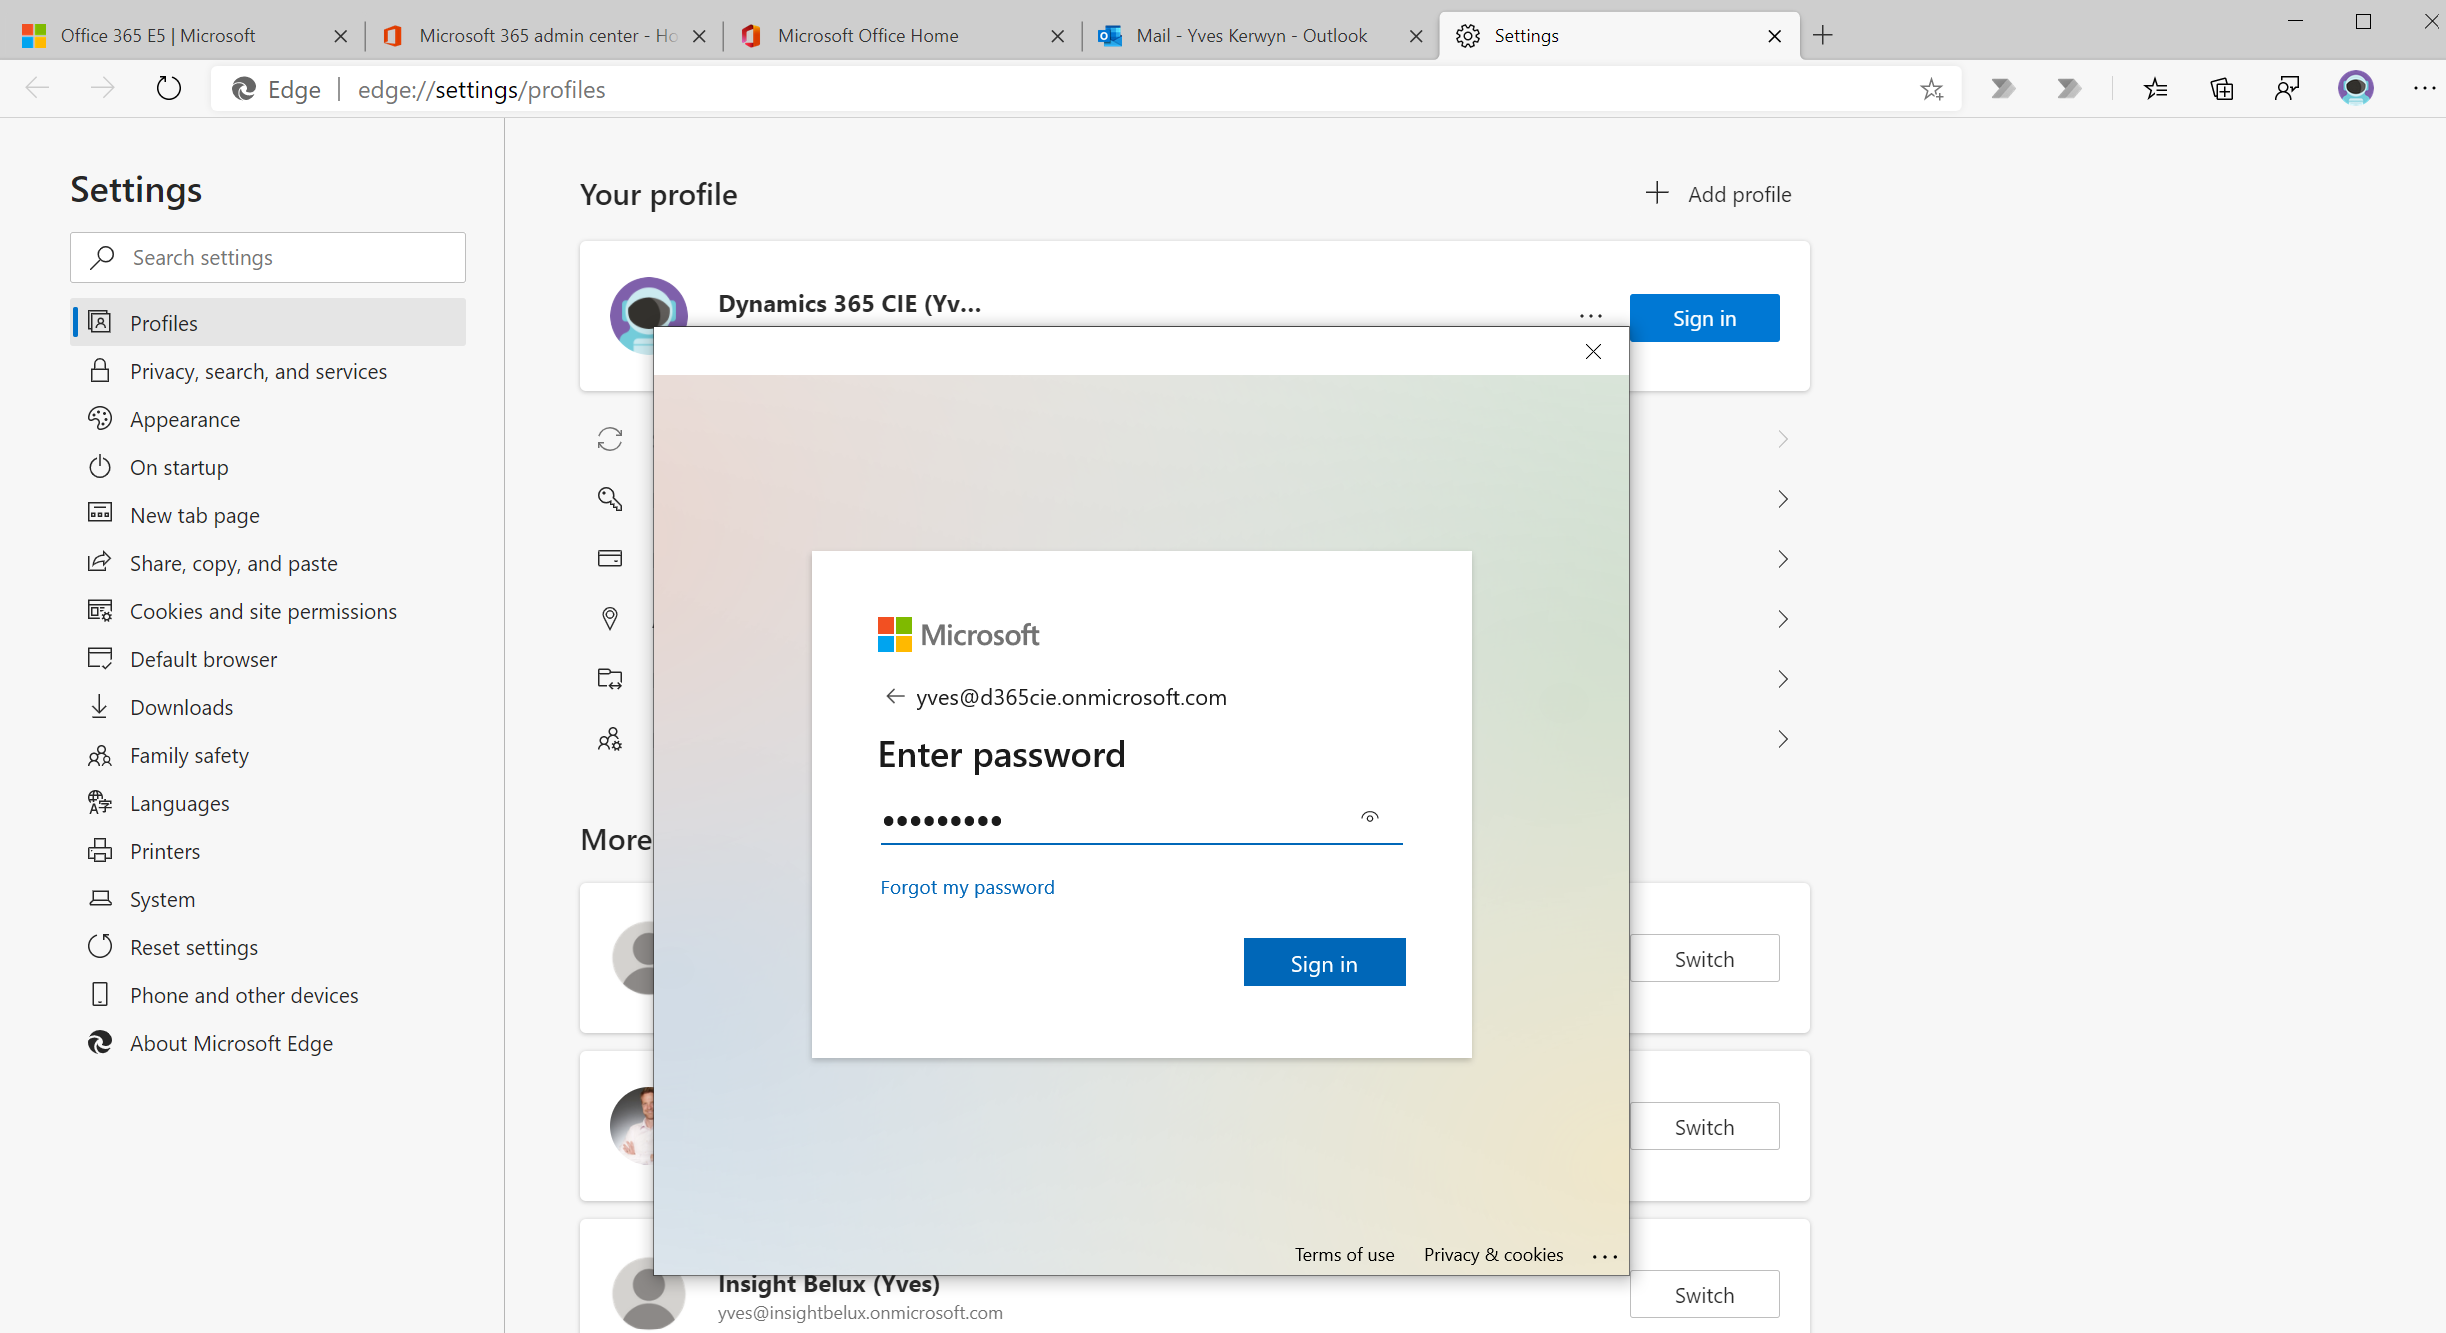 Office 365 E5 | Microsoft
Microsoft 365 admin center - Ho
Microsoft Office Home
Mail - Yves Kerwyn - Outlook
Settings
Edge
edge://settings/profiles
Settings
Search settings
Profiles
Privacy, search, and services
Appearance
On startup
New tab page
Share, copy, and paste
Cookies and site permissions
Default browser
Downloads
Family safety
Languages
Printers
System
Reset settings
Phone and other devices
About Microsoft Edge
Your profile
Add profile
Dynamics 365 CIE (Yv...
Sign in
Microsoft
yves@d365cie.onmicrosoft.com
Enter password
Forgot my password
Sign in
Terms of use
Privacy & cookies
More
Switch
Switch
Insight Belux (Yves)
yves@insightbelux.onmicrosoft.com
Switch